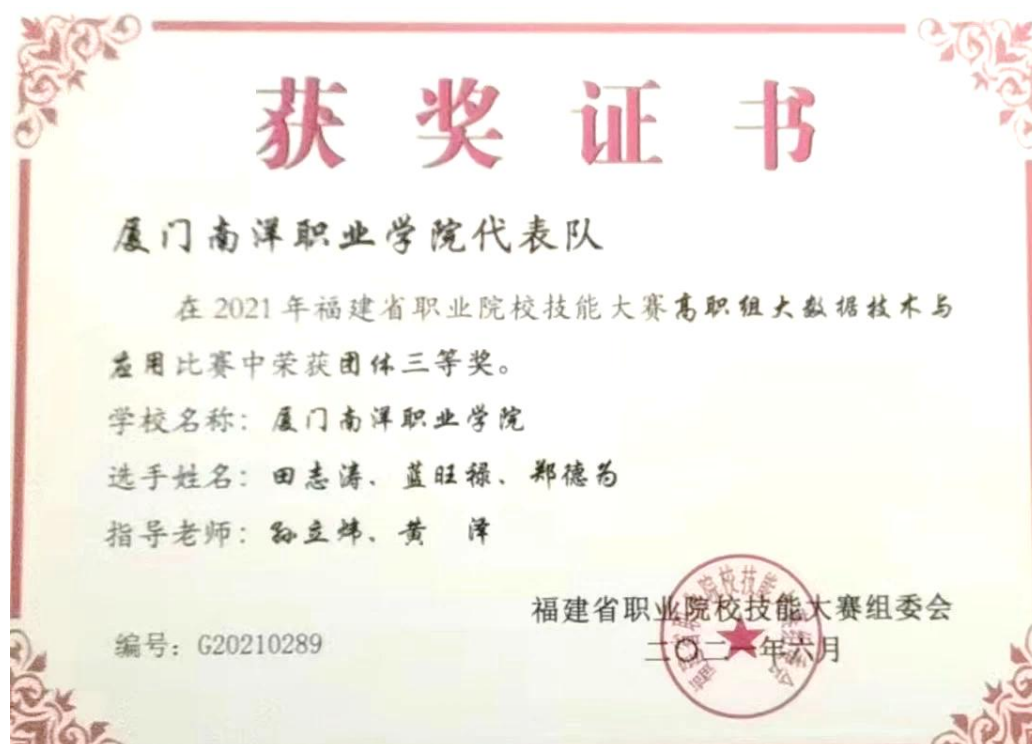 获奖证书
厦门南洋职业学院代表队
在2021年福建省职业院校技能大赛高职组大数据技术与
应用比赛中荣获团体三等奖。
学校名称：厦门南洋职业学院
选手姓名：田志涛、蓝旺禄、郑德为
指导老师：孙立炜、黄 泽
福建省职业院校技能大赛组委会
编号：G20210289
二〇二一年六月